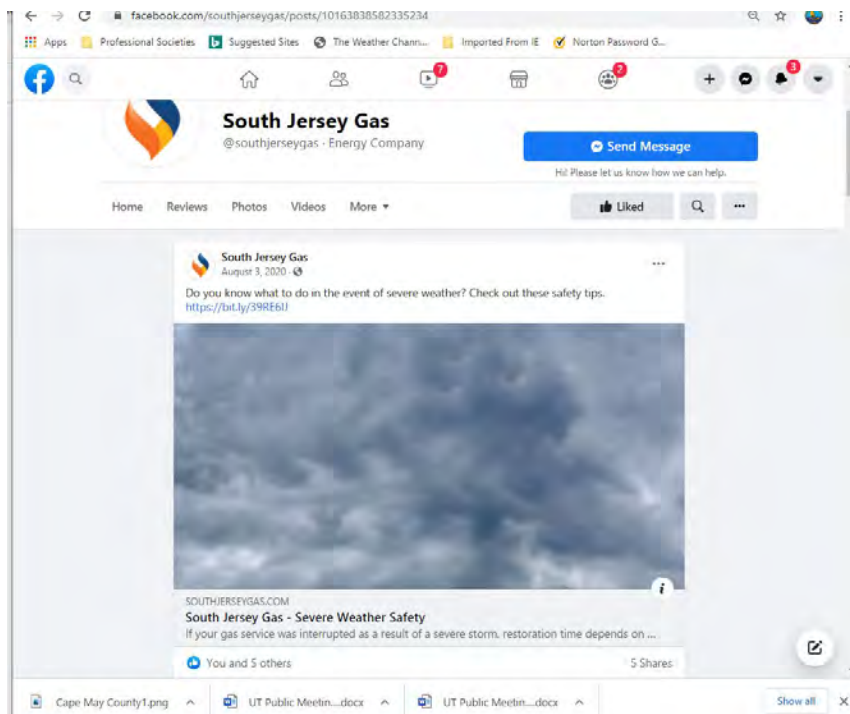 facebook.com/southjerseygas/posts/10163838582335234
Apps Professional Societies Suggested Sites The Weather Chann... Imported From IE Norton Password G...
7 2 3
South Jersey Gas
@southjerseygas · Energy Company
Send Message
Hi! Please let us know how we can help.
Home Reviews Photos Videos More
Liked
South Jersey Gas
August 3, 2020 ·
Do you know what to do in the event of severe weather? Check out these safety tips.
https://bit.ly/39RE6IJ
SOUTHJERSEYGAS.COM
South Jersey Gas - Severe Weather Safety
If your gas service was interrupted as a result of a severe storm, restoration time depends on ...
You and 5 others 5 Shares
Cape May County1.png UT Public Meetin....docx UT Public Meetin....docx Show all